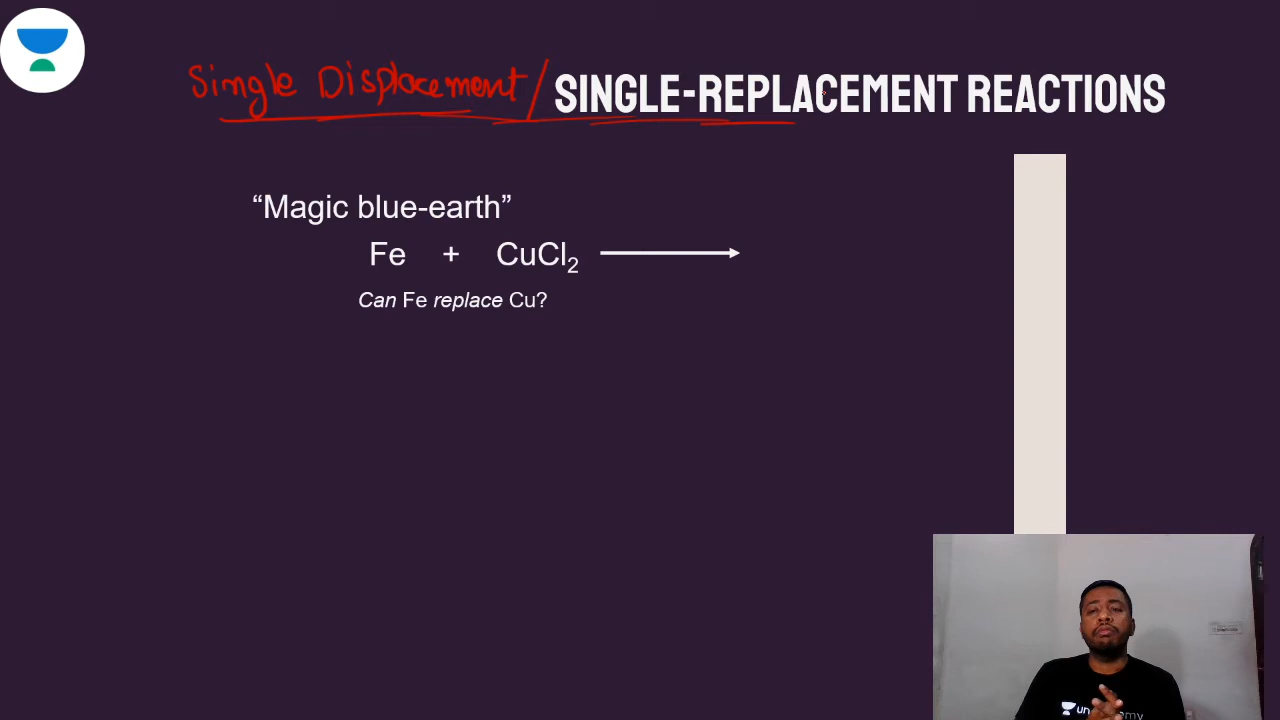 Single Displacement / SINGLE-REPLACEMENT REACTIONS
“Magic blue-earth”
Fe + CuCl₂ ⟶
Can Fe replace Cu?